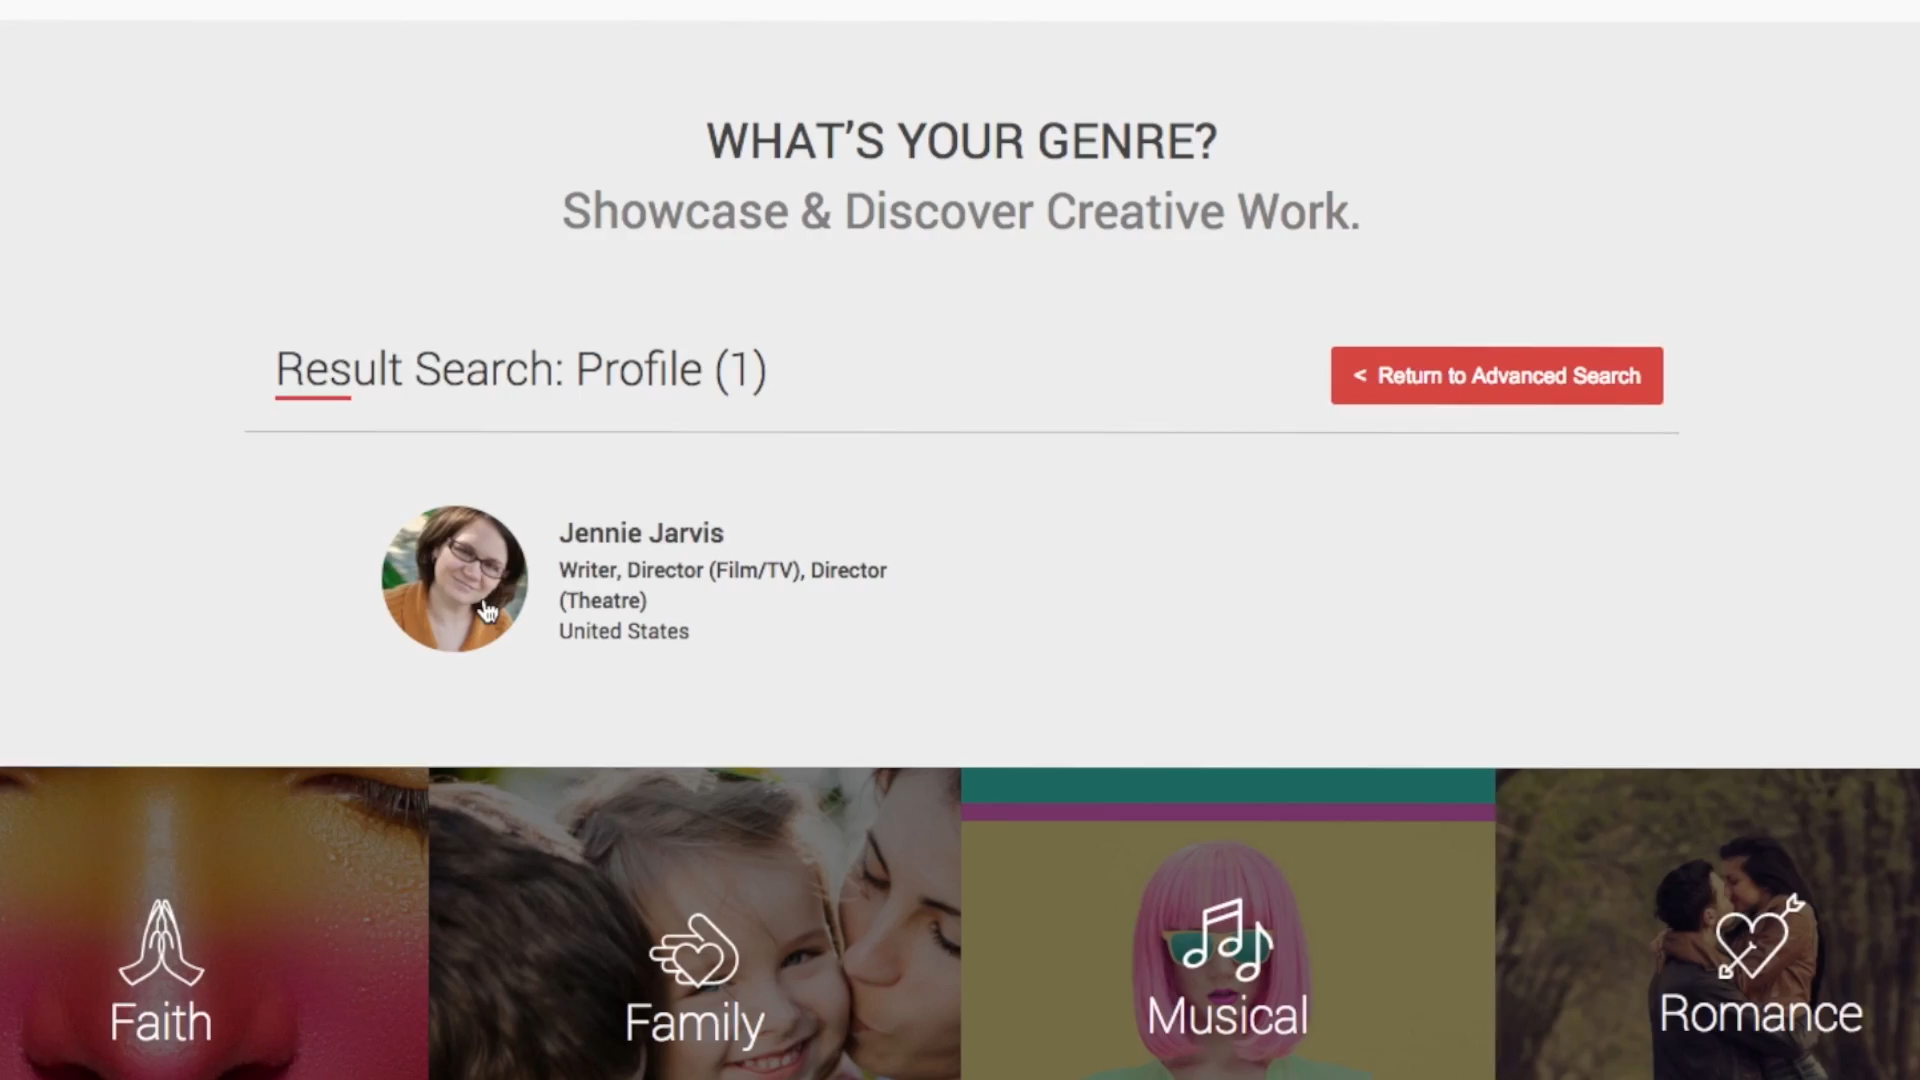 WHAT’S YOUR GENRE?
Showcase & Discover Creative Work.
Result Search: Profile (1)
< Return to Advanced Search
Jennie Jarvis
Writer, Director (Film/TV), Director
(Theatre)
United States
Faith
Family
Musical
Romance